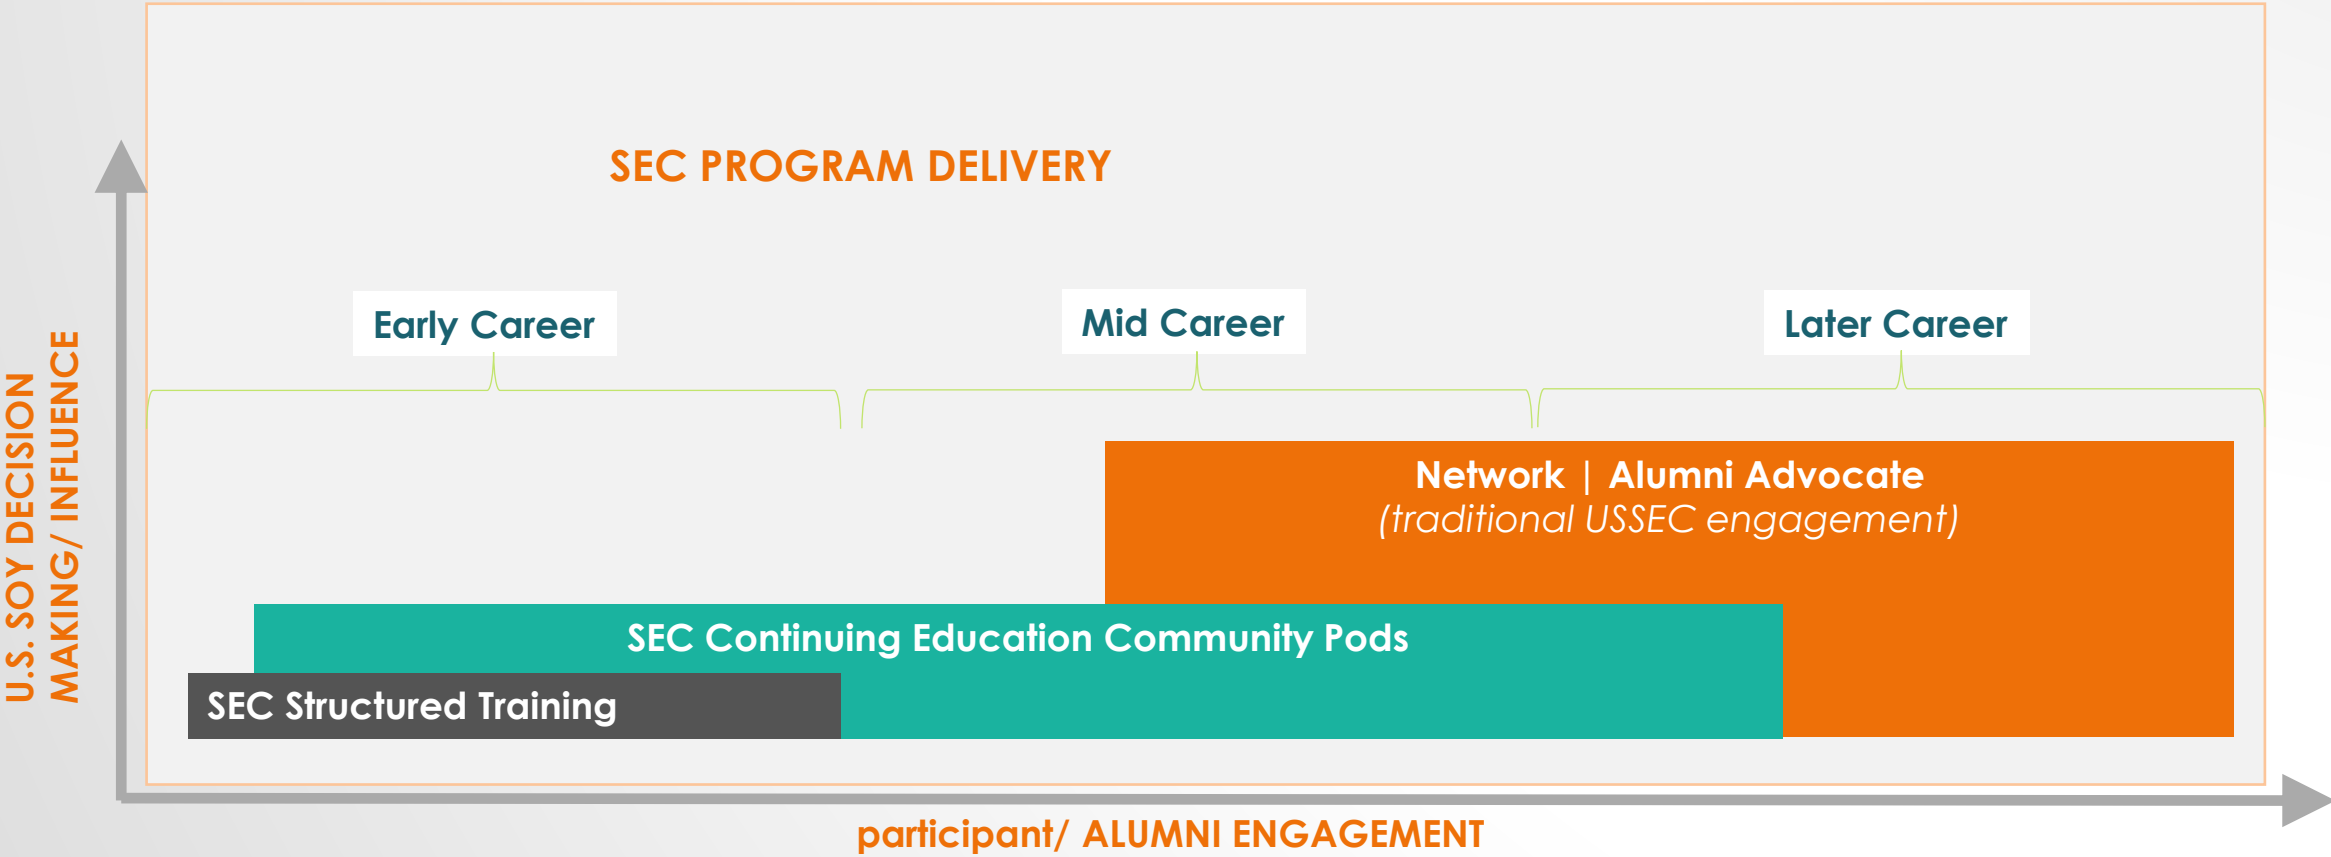 SEC PROGRAM DELIVERY
Early Career
Mid Career
Later Career
U.S. SOY DECISION
MAKING/ INFLUENCE
Network | Alumni Advocate
(traditional USSEC engagement)
SEC Continuing Education Community Pods
SEC Structured Training
participant/ ALUMNI ENGAGEMENT